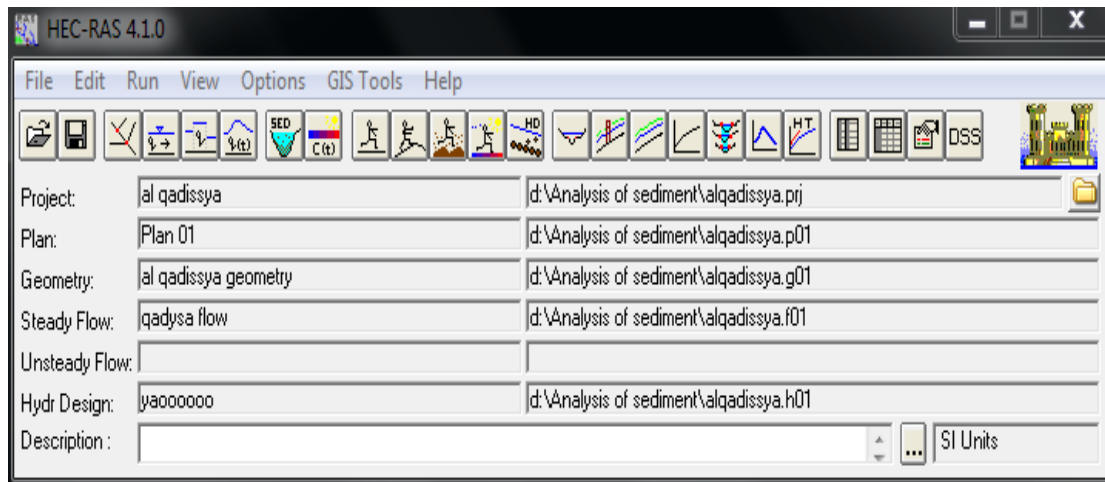 HEC-RAS 4.1.0
File Edit Run View Options GIS Tools Help
SED C(t) HD HT DSS
Project: al qadissya d:\Analysis of sediment\alqadissya.prj
Plan: Plan 01 d:\Analysis of sediment\alqadissya.p01
Geometry: al qadissya geometry d:\Analysis of sediment\alqadissya.g01
Steady Flow: qadysa flow d:\Analysis of sediment\alqadissya.f01
Unsteady Flow:
Hydr Design: yaoooooo d:\Analysis of sediment\alqadissya.h01
Description : ... SI Units